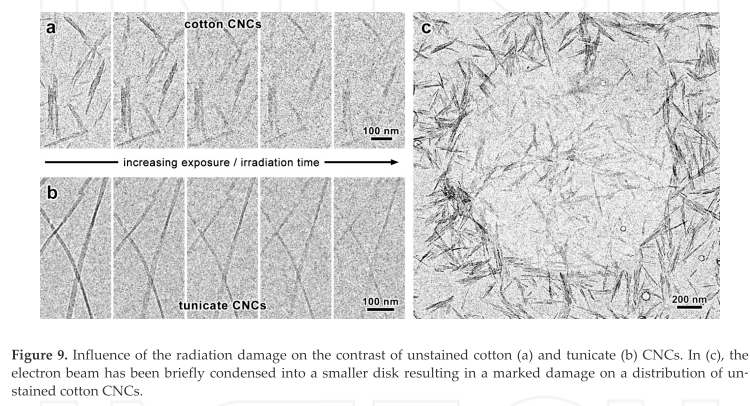 a
cotton CNCs
100 nm
increasing exposure / irradiation time
b
tunicate CNCs
100 nm
c
200 nm
Figure 9. Influence of the radiation damage on the contrast of unstained cotton (a) and tunicate (b) CNCs. In (c), the
electron beam has been briefly condensed into a smaller disk resulting in a marked damage on a distribution of un-
stained cotton CNCs.